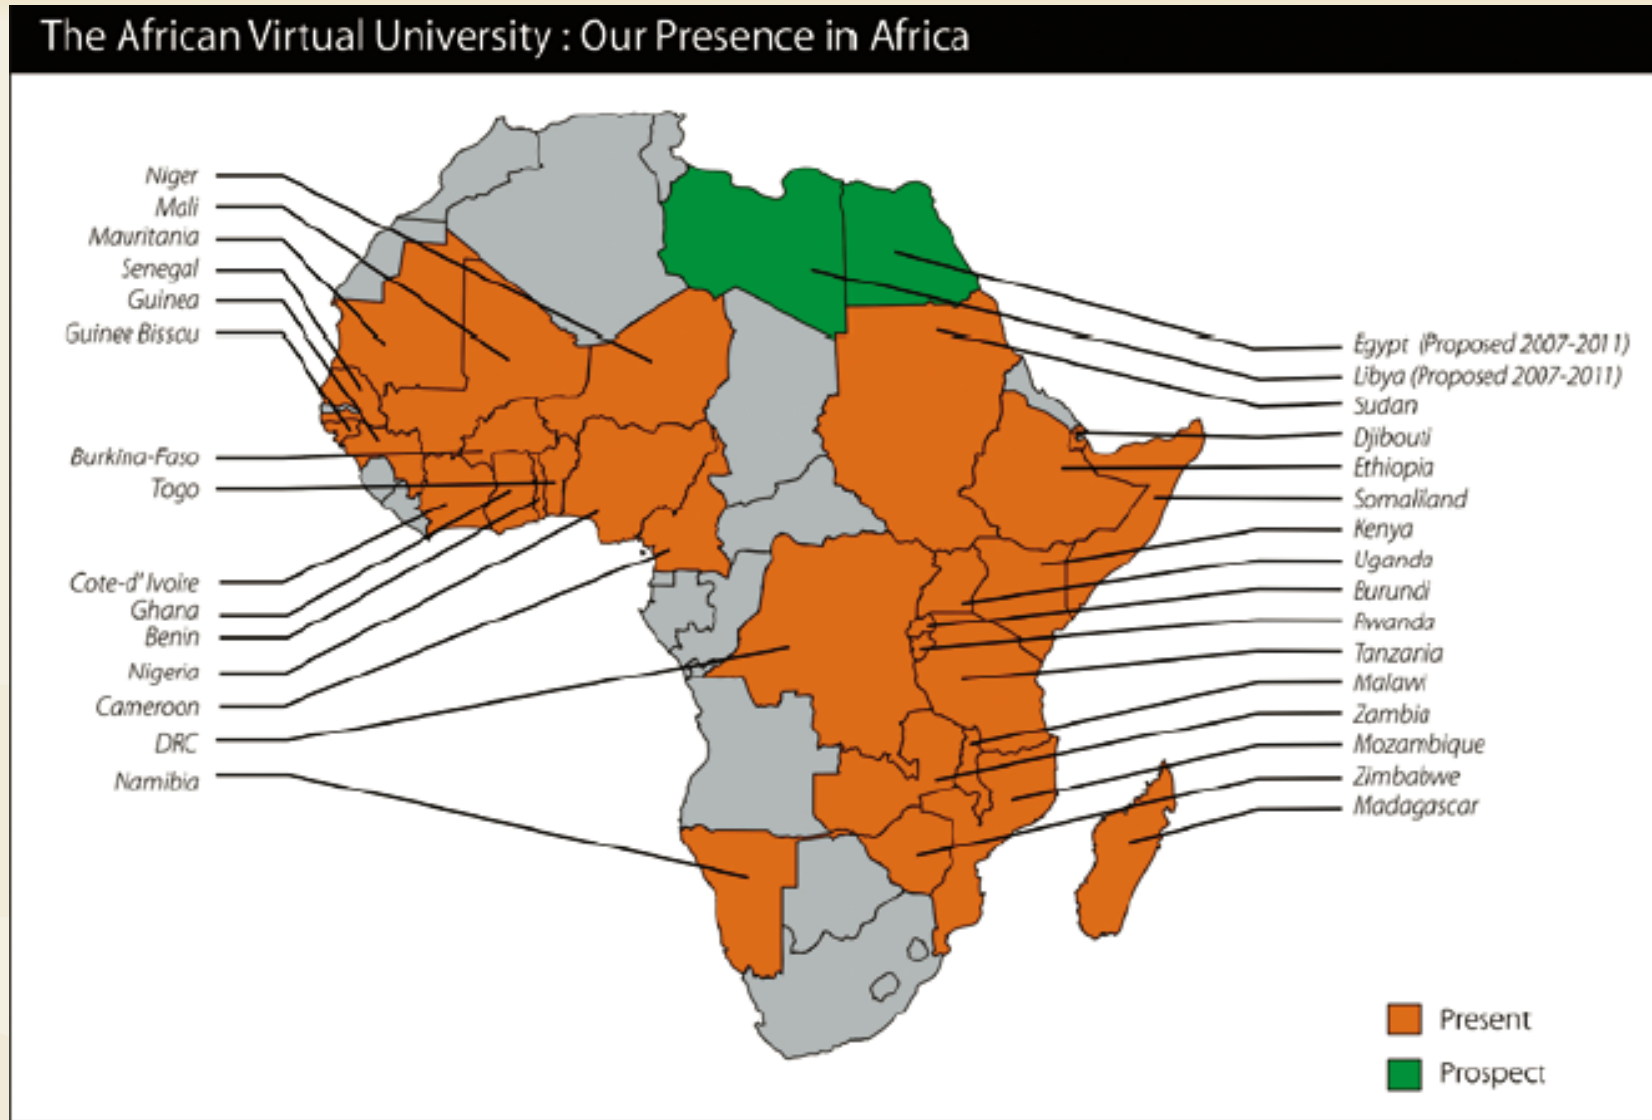 The African Virtual University : Our Presence in Africa
Niger
Mali
Mauritania
Senegal
Guinea
Guinee Bissau
Burkina-Faso
Togo
Cote-d' Ivoire
Ghana
Benin
Nigeria
Cameroon
DRC
Namibia
Egypt (Proposed 2007-2011)
Libya (Proposed 2007-2011)
Sudan
Djibouti
Ethiopia
Somaliland
Kenya
Uganda
Burundi
Rwanda
Tanzania
Malawi
Zambia
Mozambique
Zimbabwe
Madagascar
Present
Prospect